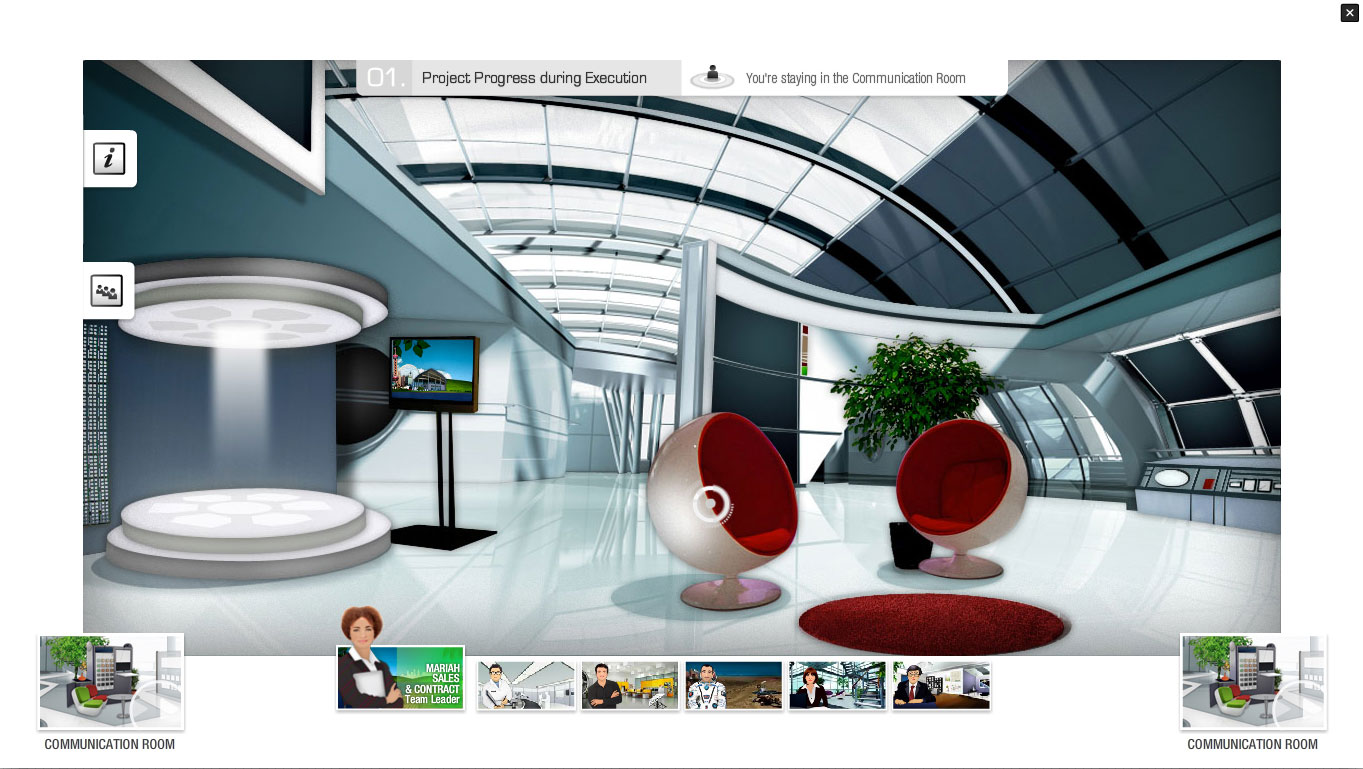 01. Project Progress during Execution
You're staying in the Communication Room
i
MARIAH
SALES
& CONTRACT
Team Leader
COMMUNICATION ROOM
COMMUNICATION ROOM